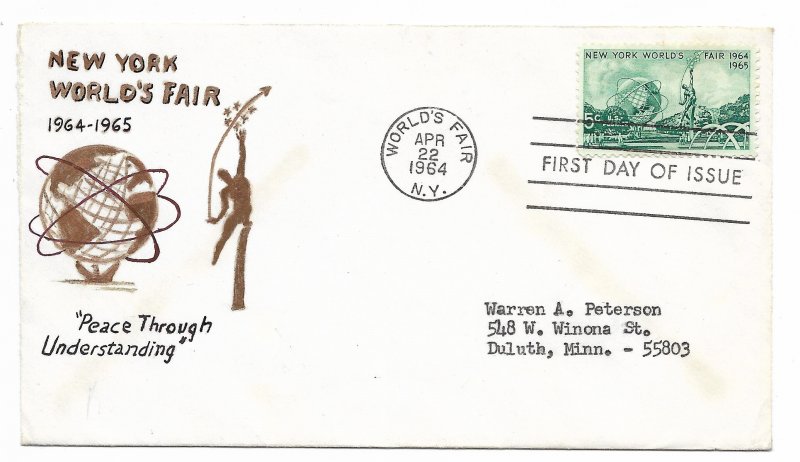 NEW YORK
WORLD'S FAIR
1964-1965
"Peace Through
Understanding"
WORLD'S FAIR
APR
22
1964
N.Y.
NEW YORK WORLD'S FAIR 1964
1965
5c U.S.
FIRST DAY OF ISSUE
Warren A. Peterson
548 W. Winona St.
Duluth, Minn. - 55803